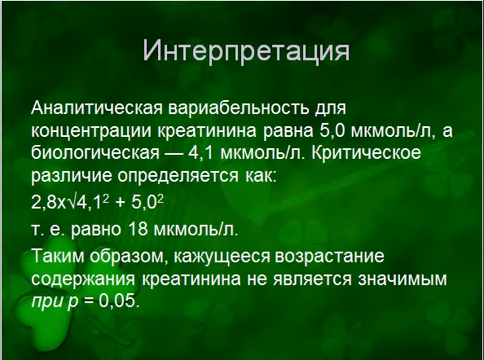 Интерпретация
Аналитическая вариабельность для
концентрации креатинина равна 5,0 мкмоль/л, а
биологическая — 4,1 мкмоль/л. Критическое
различие определяется как:
2,8х√4,1² + 5,0²
т. е. равно 18 мкмоль/л.
Таким образом, кажущееся возрастание
содержания креатинина не является значимым
при р = 0,05.